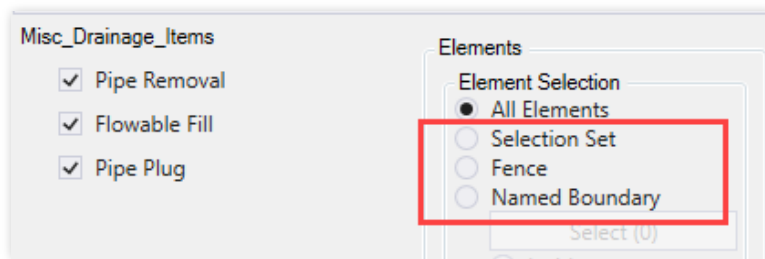 Misc_Drainage_Items
Pipe Removal
Flowable Fill
Pipe Plug
Elements
Element Selection
All Elements
Selection Set
Fence
Named Boundary
Select (0)